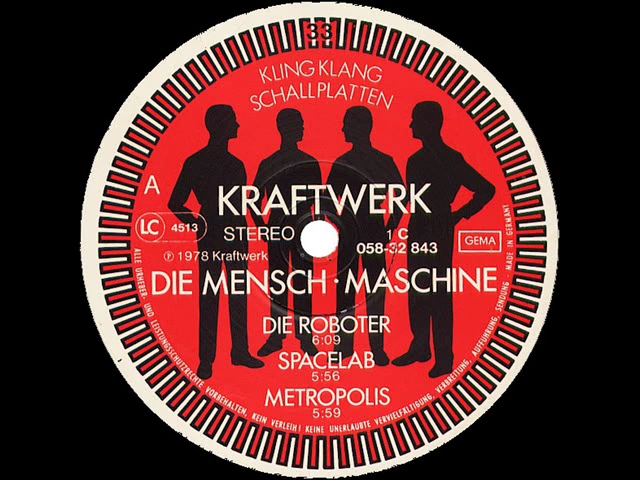 33
KLING KLANG
SCHALLPLATTEN
A
KRAFTWERK
LC 4513
STEREO
1 C
058-32 843
GEMA
℗ 1978 Kraftwerk
DIE MENSCH·MASCHINE
DIE ROBOTER
6:09
SPACELAB
5:56
METROPOLIS
5:59
ALLE URHEBER- UND LEISTUNGSSCHUTZRECHTE VORBEHALTEN. KEIN VERLEIH! KEINE UNERLAUBTE VERVIELFÄLTIGUNG, VERBREITUNG, AUFFÜHRUNG, SENDUNG · MADE IN GERMANY